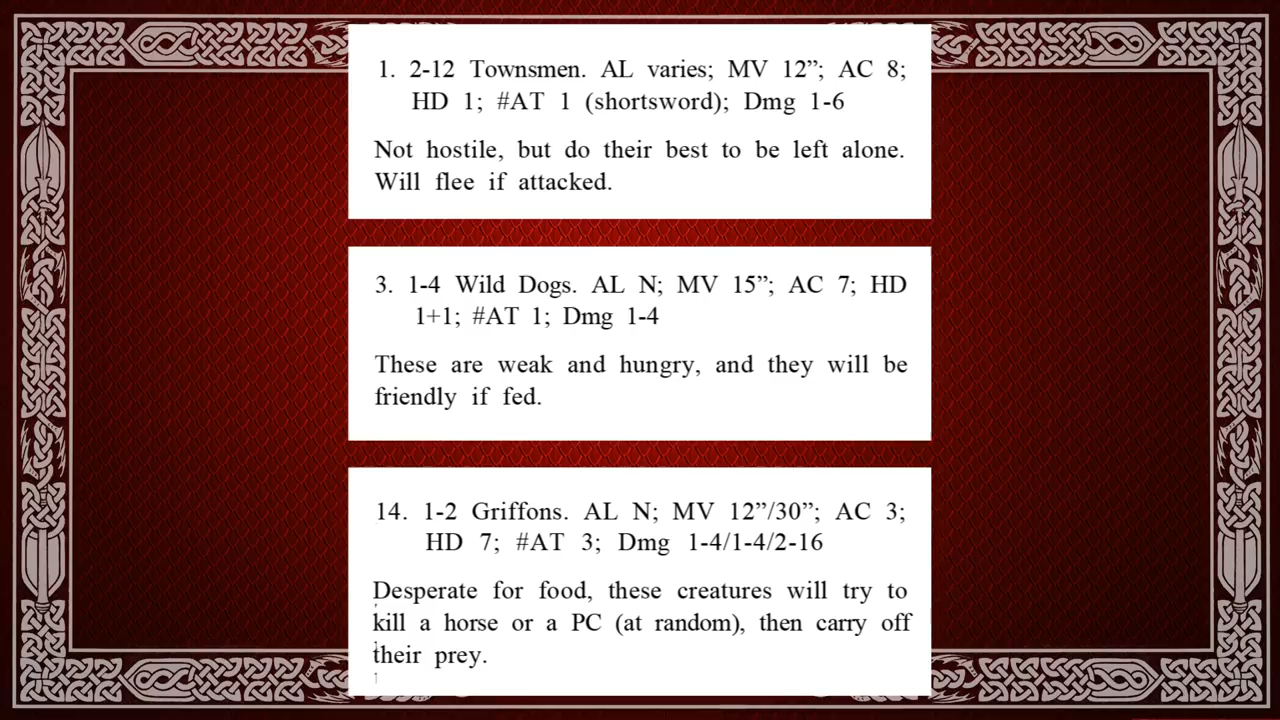 1. 2-12 Townsmen. AL varies; MV 12”; AC 8;
HD 1; #AT 1 (shortsword); Dmg 1-6
Not hostile, but do their best to be left alone.
Will flee if attacked.
3. 1-4 Wild Dogs. AL N; MV 15”; AC 7; HD
1+1; #AT 1; Dmg 1-4
These are weak and hungry, and they will be
friendly if fed.
14. 1-2 Griffons. AL N; MV 12”/30”; AC 3;
HD 7; #AT 3; Dmg 1-4/1-4/2-16
Desperate for food, these creatures will try to
kill a horse or a PC (at random), then carry off
their prey.